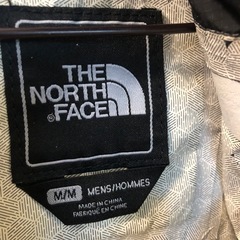 THE
NORTH
FACE
®
M/M MENS/HOMMES
MADE IN CHINA
FABRIQUÉ EN CHINE